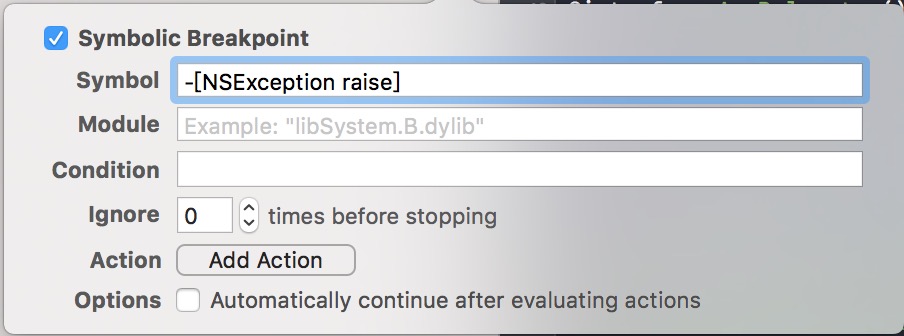 Symbolic Breakpoint
Symbol -[NSException raise]
Module Example: "libSystem.B.dylib"
Condition
Ignore 0 times before stopping
Action Add Action
Options Automatically continue after evaluating actions